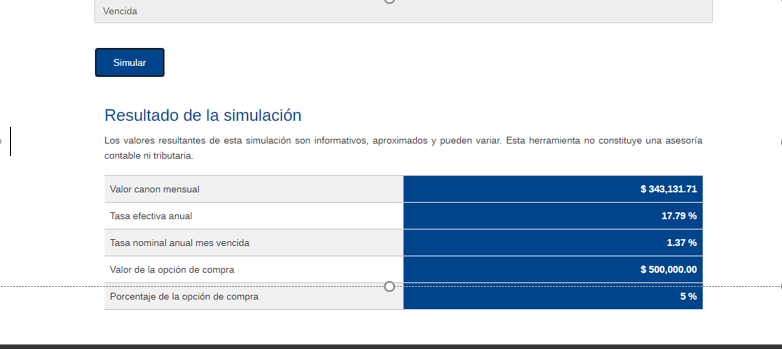 Vencida
Simular
Resultado de la simulación
Los valores resultantes de esta simulación son informativos, aproximados y pueden variar. Esta herramienta no constituye una asesoría
contable ni tributaria.
Valor canon mensual $ 343,131.71
Tasa efectiva anual 17.79 %
Tasa nominal anual mes vencida 1.37 %
Valor de la opción de compra $ 500,000.00
Porcentaje de la opción de compra 5 %